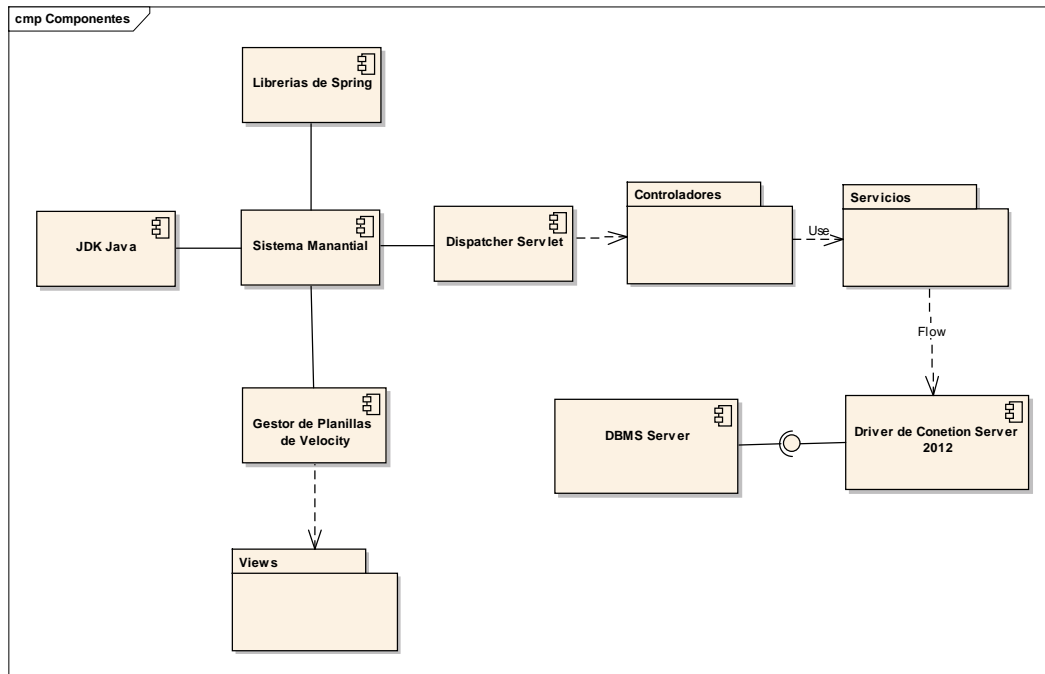 cmp Componentes
Librerias de Spring
JDK Java
Sistema Manantial
Dispatcher Servlet
Controladores
Use
Servicios
Flow
Gestor de Planillas
de Velocity
DBMS Server
Driver de Conetion Server
2012
Views